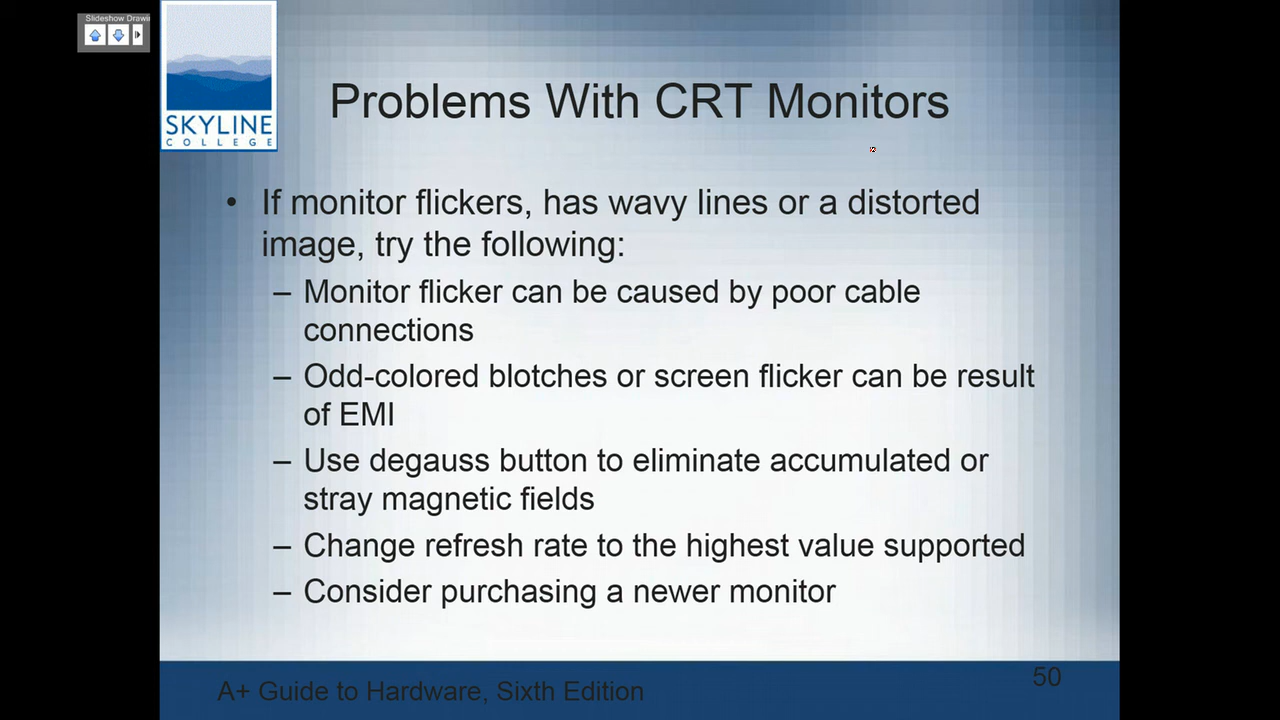 Slideshow Drawi
SKYLINE
COLLEGE
Problems With CRT Monitors
• If monitor flickers, has wavy lines or a distorted
image, try the following:
– Monitor flicker can be caused by poor cable
connections
– Odd-colored blotches or screen flicker can be result
of EMI
– Use degauss button to eliminate accumulated or
stray magnetic fields
– Change refresh rate to the highest value supported
– Consider purchasing a newer monitor
50
A+ Guide to Hardware, Sixth Edition